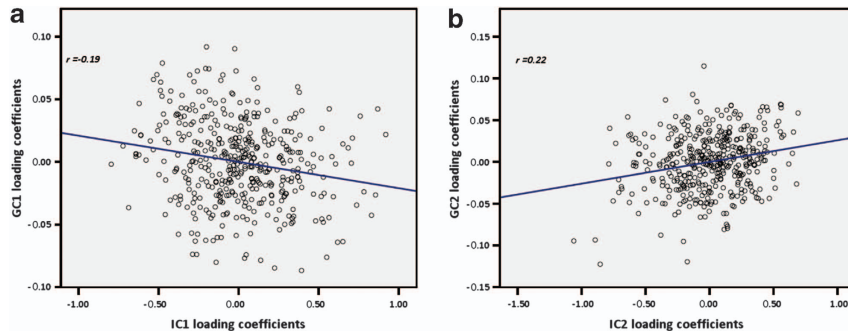 a
r =-0.19
GC1 loading coefficients
0.10
0.05
0.00
-0.05
-0.10
-1.00 -0.50 0.00 0.50 1.00
IC1 loading coefficients
b
r =0.22
GC2 loading coefficients
0.15
0.10
0.05
0.00
-0.05
-0.10
-0.15
-1.50 -1.00 -0.50 0.00 0.50 1.00
IC2 loading coefficients